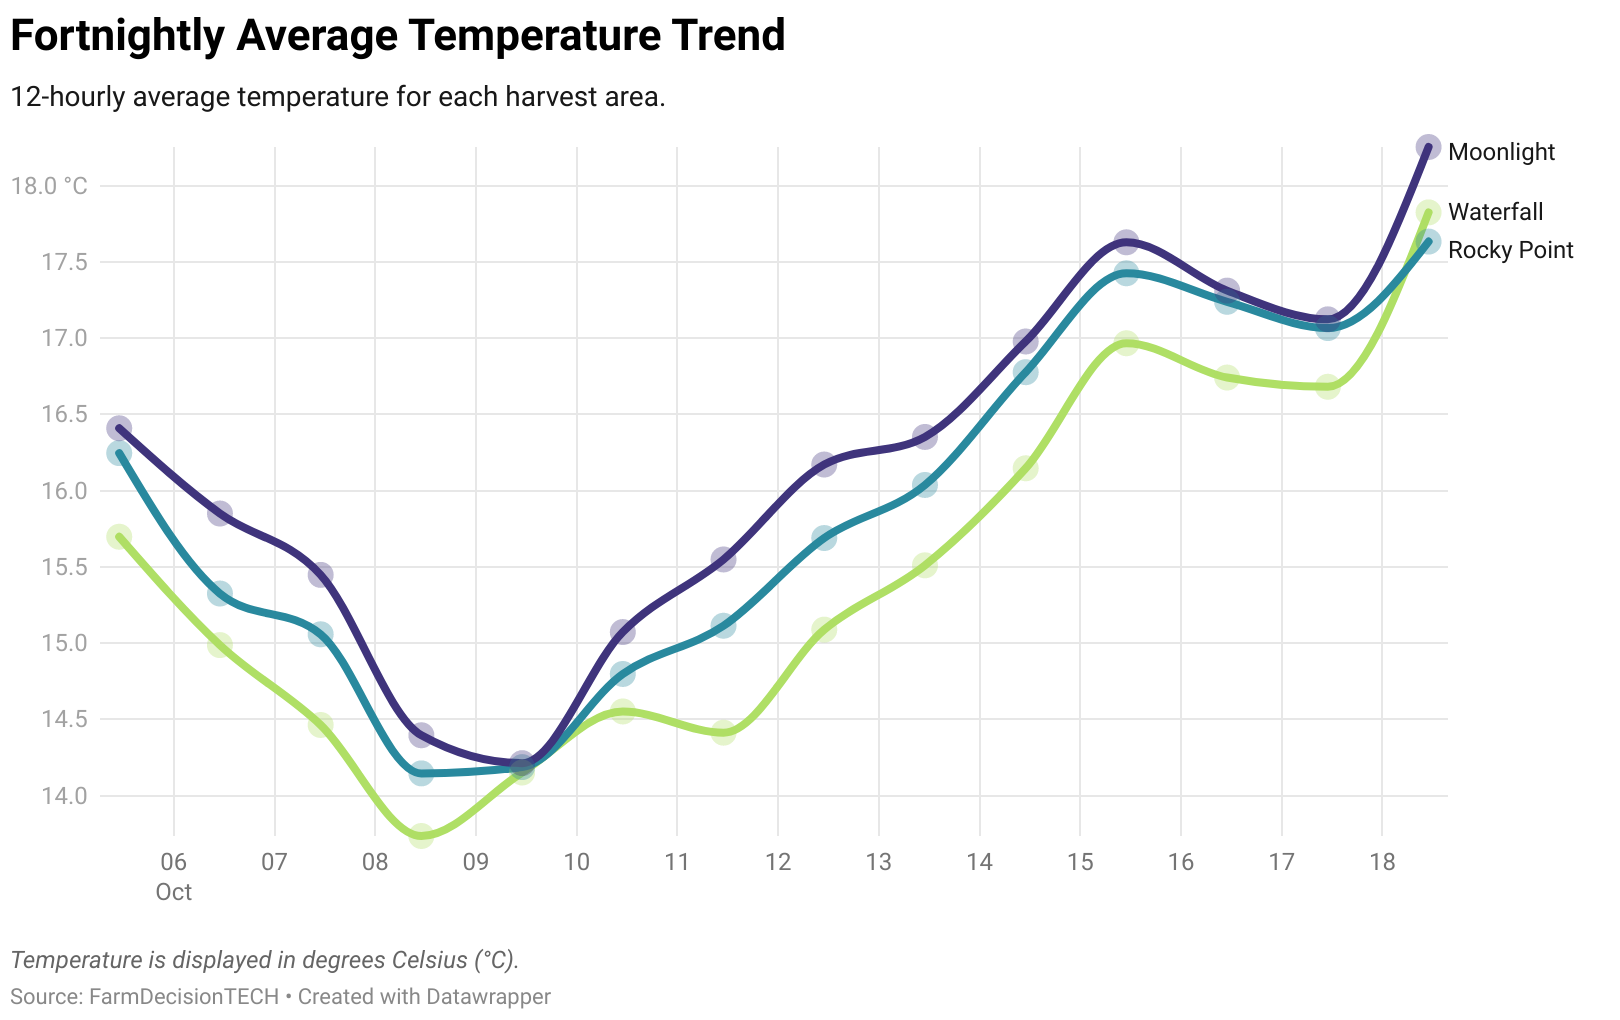 Fortnightly Average Temperature Trend
12-hourly average temperature for each harvest area.
Moonlight
18.0 °C
Waterfall
Rocky Point
17.5
17.0
16.5
16.0
15.5
15.0
14.5
14.0
06 07 08 09 10 11 12 13 14 15 16 17 18
Oct
Temperature is displayed in degrees Celsius (°C).
Source: FarmDecisionTECH • Created with Datawrapper